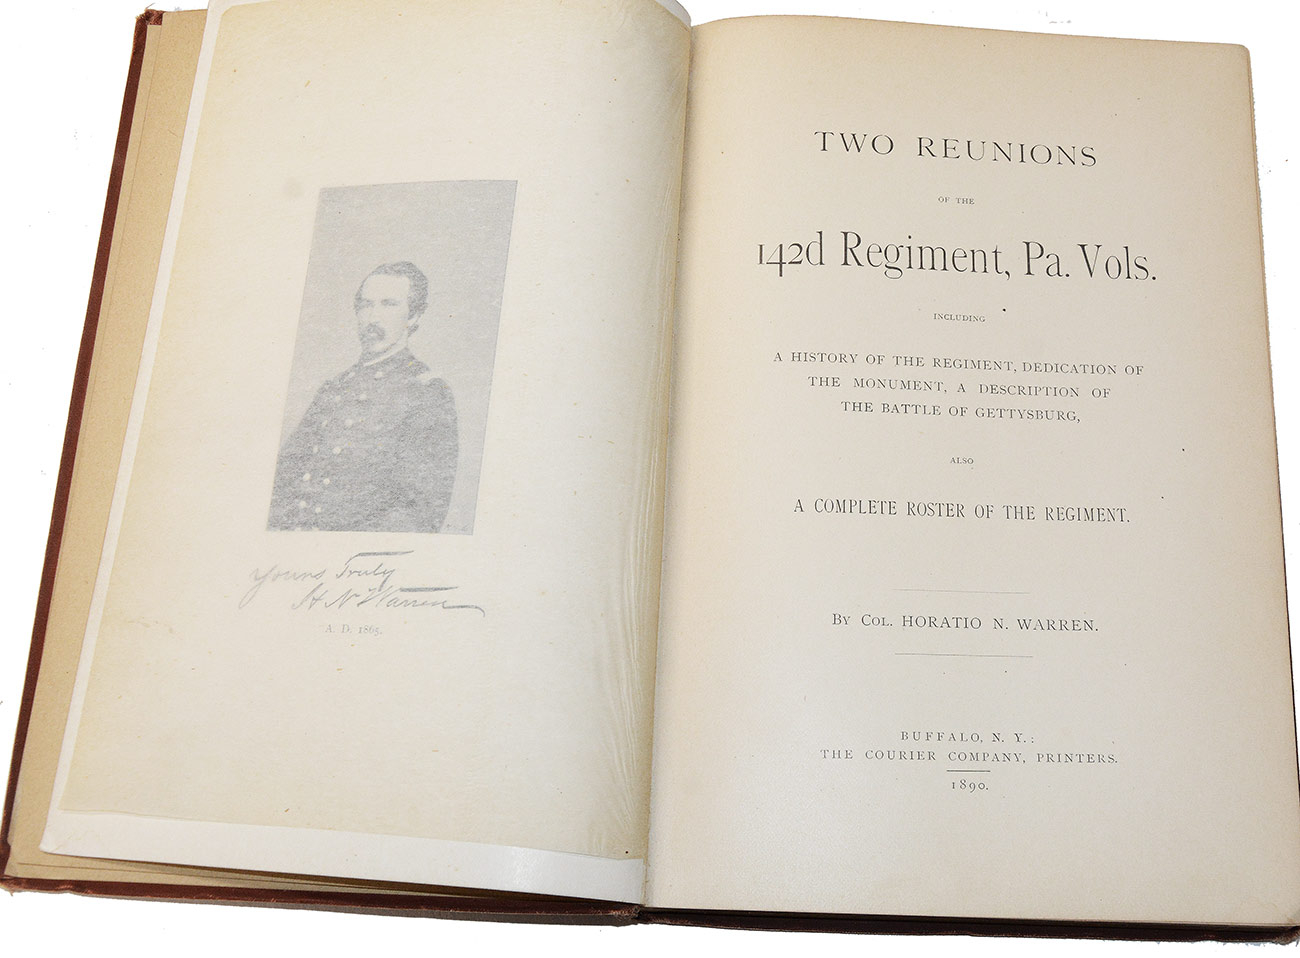 Yours Truly
H N Warren
A. D. 1865.
TWO REUNIONS
OF THE
142d Regiment, Pa. Vols.
INCLUDING
A HISTORY OF THE REGIMENT, DEDICATION OF
THE MONUMENT, A DESCRIPTION OF
THE BATTLE OF GETTYSBURG,
ALSO
A COMPLETE ROSTER OF THE REGIMENT.
BY COL. HORATIO N. WARREN.
BUFFALO, N. Y.:
THE COURIER COMPANY, PRINTERS.
1890.